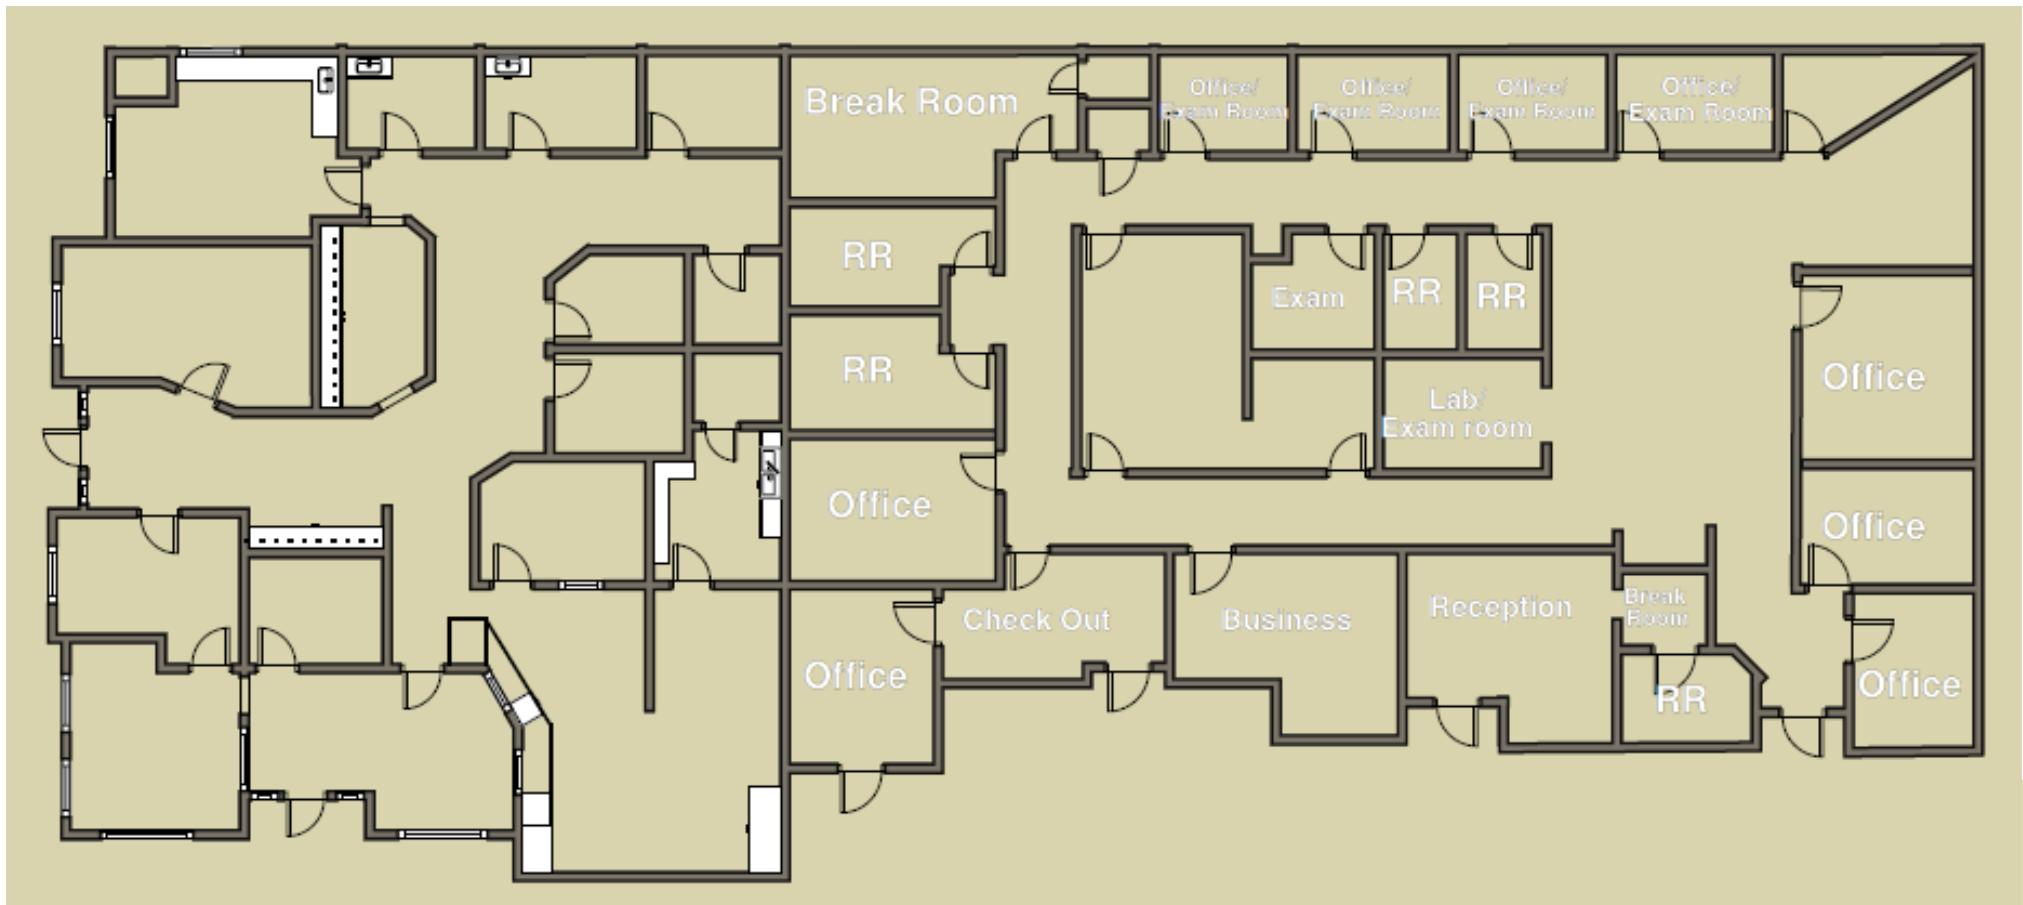 Break Room
Office/
Exam Room
Office/
Exam Room
Office/
Exam Room
Office/
Exam Room
RR
Exam
RR
RR
RR
Office
Lab/
Exam room
Office
Office
Check Out
Business
Reception
Break
Room
Office
RR
Office